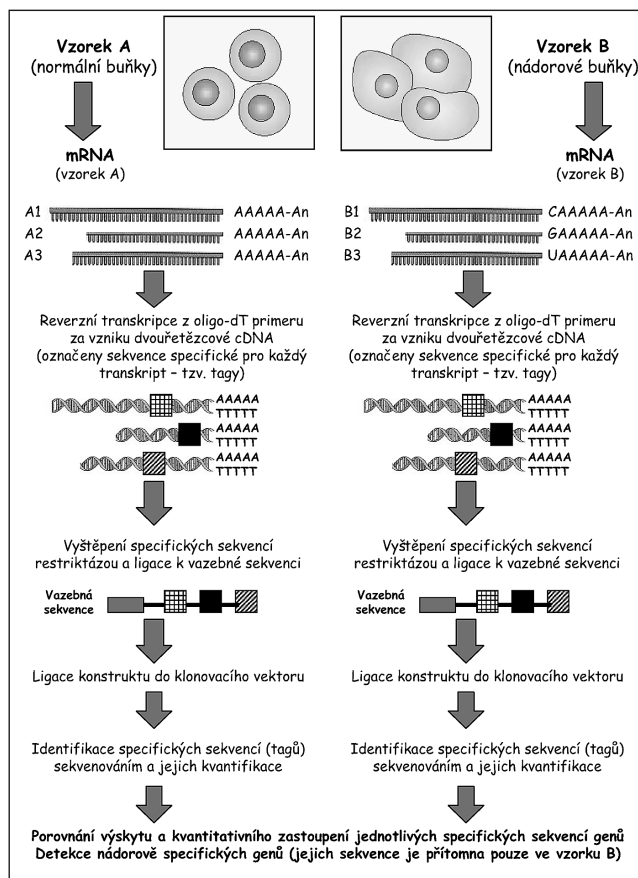 Vzorek A
(normální buňky)
Vzorek B
(nádorové buňky)
mRNA
(vzorek A)
mRNA
(vzorek B)
A1 AAAAA-An
A2 AAAAA-An
A3 AAAAA-An
B1 CAAAAA-An
B2 GAAAAA-An
B3 UAAAAA-An
Reverzní transkripce z oligo-dT primeru
za vzniku dvouřetězcové cDNA
(označeny sekvence specifické pro každý
transkript – tzv. tagy)
Reverzní transkripce z oligo-dT primeru
za vzniku dvouřetězcové cDNA
(označeny sekvence specifické pro každý
transkript – tzv. tagy)
AAAAA
TTTTT
AAAAA
TTTTT
AAAAA
TTTTT
AAAAA
TTTTT
AAAAA
TTTTT
AAAAA
TTTTT
Vyštěpení specifických sekvencí
restriktázou a ligace k vazebné sekvenci
Vyštěpení specifických sekvencí
restriktázou a ligace k vazebné sekvenci
Vazebná
sekvence
Vazebná
sekvence
Ligace konstruktu do klonovacího vektoru
Ligace konstruktu do klonovacího vektoru
Identifikace specifických sekvencí (tagů)
sekvenováním a jejich kvantifikace
Identifikace specifických sekvencí (tagů)
sekvenováním a jejich kvantifikace
Porovnání výskytu a kvantitativního zastoupení jednotlivých specifických sekvencí genů
Detekce nádorově specifických genů (jejich sekvence je přítomna pouze ve vzorku B)